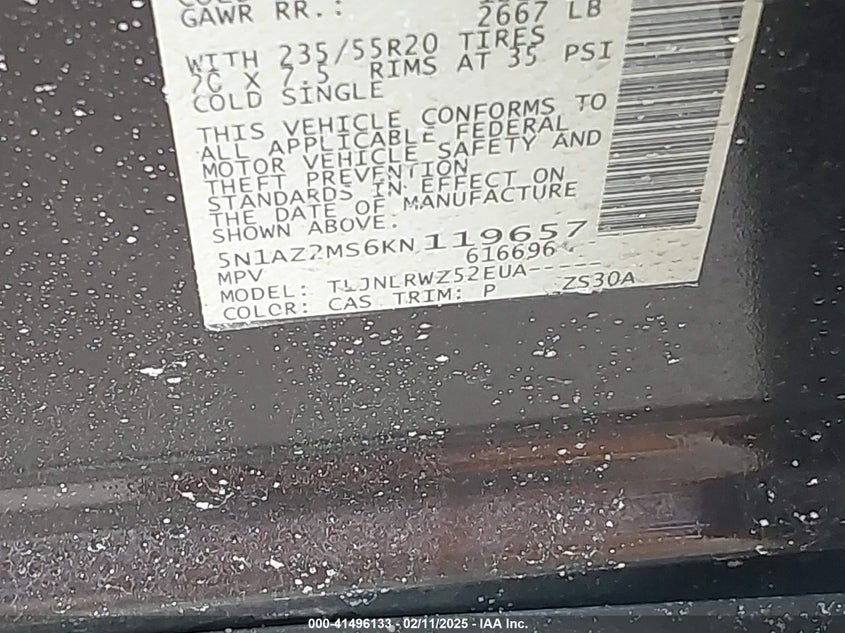 GAWR RR.: 2667 LB
WITH 235/55R20 TIRES
7.5 RIMS AT 35 PSI
COLD SINGLE
THIS VEHICLE CONFORMS TO
ALL APPLICABLE FEDERAL
MOTOR VEHICLE SAFETY AND
THEFT PREVENTION
STANDARDS IN EFFECT ON
THE DATE OF MANUFACTURE
SHOWN ABOVE.
5N1AZ2MS6KN119657
MPV 616696
MODEL: TLJNLRWZ52EUA-----
COLOR: CAS TRIM: P ZS30A
000-41496133 - 02/11/2025 - IAA Inc.